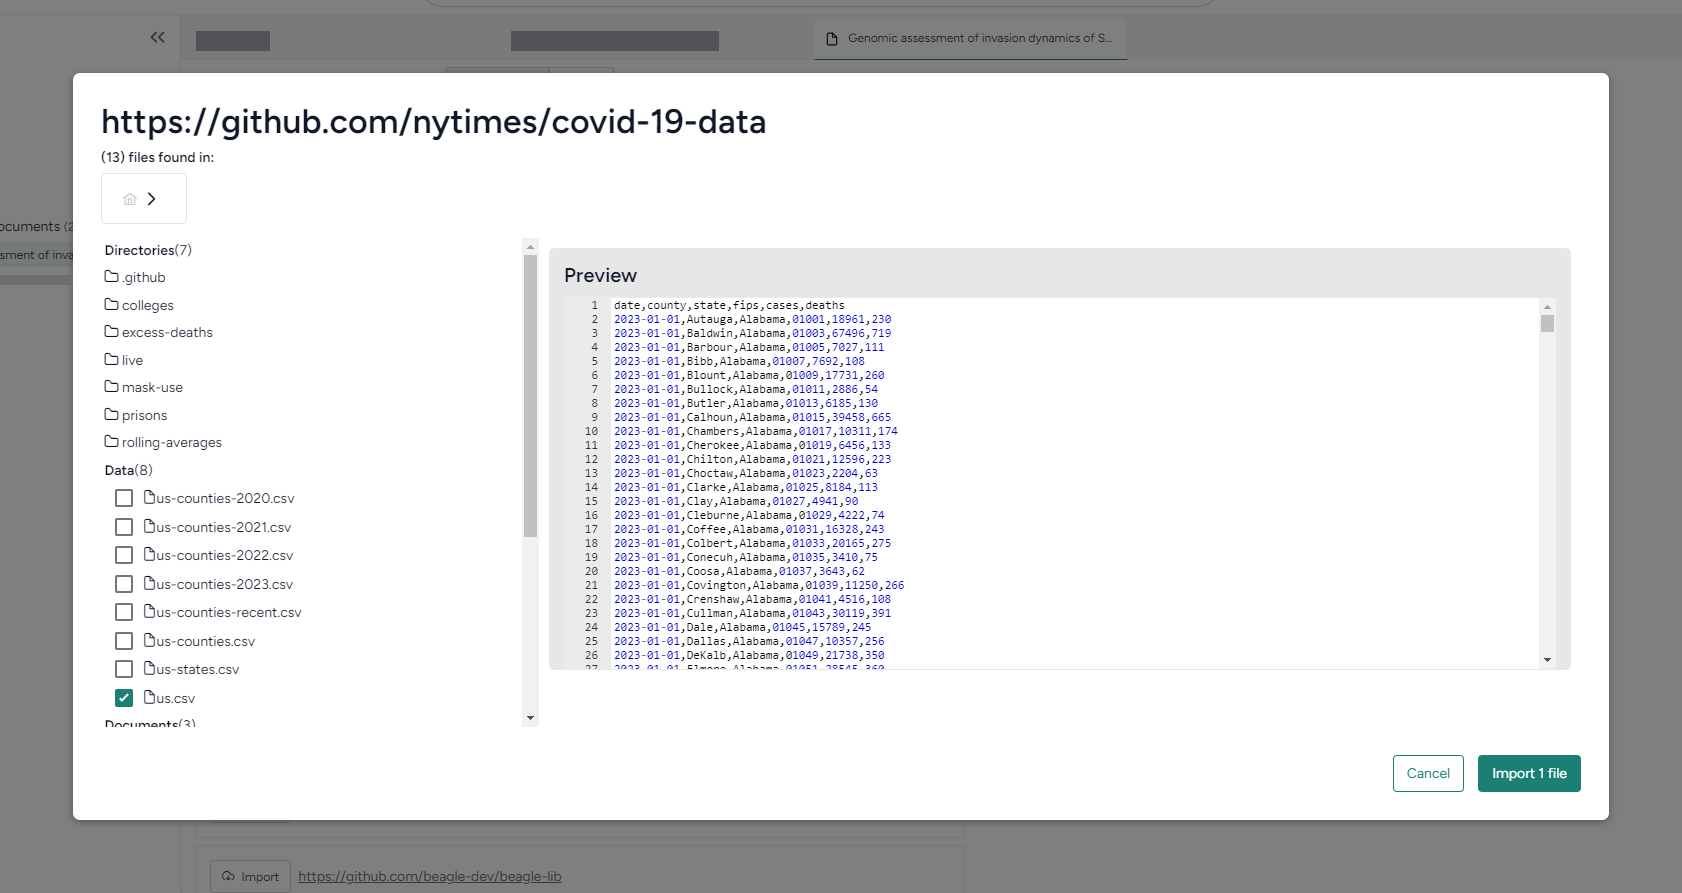 Genomic assessment of invasion dynamics of S...
https://github.com/nytimes/covid-19-data
(13) files found in:
ocuments (2
sment of inva
Directories(7)
.github
colleges
excess-deaths
live
mask-use
prisons
rolling-averages
Data(8)
us-counties-2020.csv
us-counties-2021.csv
us-counties-2022.csv
us-counties-2023.csv
us-counties-recent.csv
us-counties.csv
us-states.csv
us.csv
Documents(3)
Preview
1 date,county,state,fips,cases,deaths
2 2023-01-01,Autauga,Alabama,01001,18961,230
3 2023-01-01,Baldwin,Alabama,01003,67496,719
4 2023-01-01,Barbour,Alabama,01005,7027,111
5 2023-01-01,Bibb,Alabama,01007,7692,108
6 2023-01-01,Blount,Alabama,01009,17731,260
7 2023-01-01,Bullock,Alabama,01011,2886,54
8 2023-01-01,Butler,Alabama,01013,6185,130
9 2023-01-01,Calhoun,Alabama,01015,39458,665
10 2023-01-01,Chambers,Alabama,01017,10311,174
11 2023-01-01,Cherokee,Alabama,01019,6456,133
12 2023-01-01,Chilton,Alabama,01021,12596,223
13 2023-01-01,Choctaw,Alabama,01023,2204,63
14 2023-01-01,Clarke,Alabama,01025,8184,113
15 2023-01-01,Clay,Alabama,01027,4941,90
16 2023-01-01,Cleburne,Alabama,01029,4222,74
17 2023-01-01,Coffee,Alabama,01031,16328,243
18 2023-01-01,Colbert,Alabama,01033,20165,275
19 2023-01-01,Conecuh,Alabama,01035,3410,75
20 2023-01-01,Coosa,Alabama,01037,3643,62
21 2023-01-01,Covington,Alabama,01039,11250,266
22 2023-01-01,Crenshaw,Alabama,01041,4516,108
23 2023-01-01,Cullman,Alabama,01043,30119,391
24 2023-01-01,Dale,Alabama,01045,15789,245
25 2023-01-01,Dallas,Alabama,01047,10357,256
26 2023-01-01,DeKalb,Alabama,01049,21738,350
27 2023-01-01,Elmore,Alabama,01051,28545,360
Cancel
Import 1 file
Import https://github.com/beagle-dev/beagle-lib